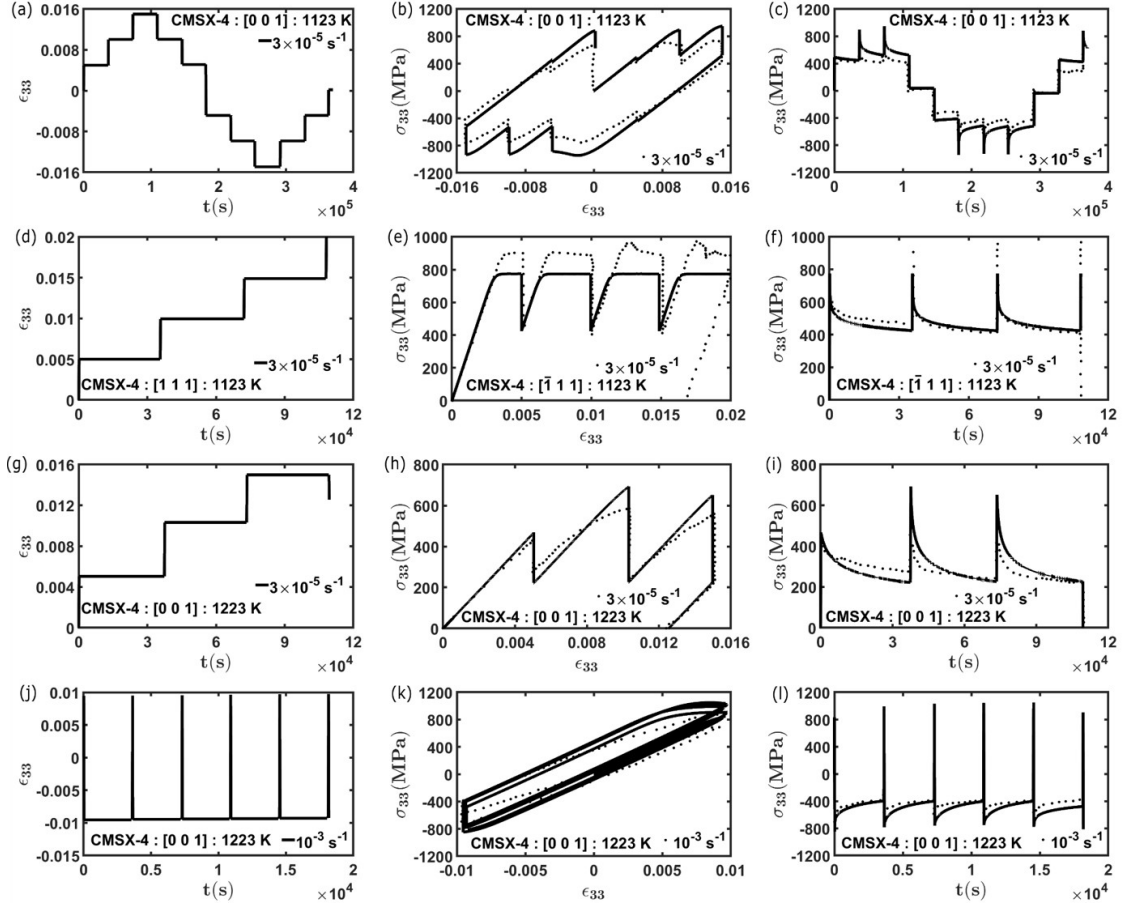 (a)
CMSX-4 : [0 0 1] : 1123 K
3×10⁻⁵ s⁻¹
0.016
0.008
0
-0.008
-0.016
ϵ₃₃
0 1 2 3 4
×10⁵
t(s)
(b)
CMSX-4 : [0 0 1] : 1123 K
1200
800
400
0
-400
-800
-1200
σ₃₃(MPa)
3×10⁻⁵ s⁻¹
-0.016 -0.008 0 0.008 0.016
ϵ₃₃
(c)
CMSX-4 : [0 0 1] : 1123 K
1200
800
400
0
-400
-800
-1200
σ₃₃(MPa)
3×10⁻⁵ s⁻¹
0 1 2 3 4
×10⁵
t(s)
(d)
0.02
0.015
0.01
0.005
0
ϵ₃₃
3×10⁻⁵ s⁻¹
CMSX-4 : [1 1 1] : 1123 K
0 3 6 9 12
×10⁴
t(s)
(e)
1000
800
600
400
200
0
σ₃₃(MPa)
3×10⁻⁵ s⁻¹
CMSX-4 : [1̄ 1 1] : 1123 K
0.005 0.01 0.015 0.02
ϵ₃₃
(f)
1000
800
600
400
200
0
σ₃₃(MPa)
3×10⁻⁵ s⁻¹
CMSX-4 : [1̄ 1 1] : 1123 K
0 3 6 9 12
×10⁴
t(s)
(g)
0.016
0.012
0.008
0.004
0
ϵ₃₃
3×10⁻⁵ s⁻¹
CMSX-4 : [0 0 1] : 1223 K
0 3 6 9 12
×10⁴
t(s)
(h)
800
600
400
200
0
σ₃₃(MPa)
3×10⁻⁵ s⁻¹
CMSX-4 : [0 0 1] : 1223 K
0 0.004 0.008 0.012 0.016
ϵ₃₃
(i)
800
600
400
200
0
σ₃₃(MPa)
3×10⁻⁵ s⁻¹
CMSX-4 : [0 0 1] : 1223 K
0 3 6 9 12
×10⁴
t(s)
(j)
0.01
0.005
0
-0.005
-0.01
-0.015
ϵ₃₃
CMSX-4 : [0 0 1] : 1223 K 10⁻³ s⁻¹
0 0.5 1 1.5 2
×10⁴
t(s)
(k)
1200
800
400
0
-400
-800
-1200
σ₃₃(MPa)
CMSX-4 : [0 0 1] : 1223 K 10⁻³ s⁻¹
-0.01 -0.005 0 0.005 0.01
ϵ₃₃
(l)
1200
800
400
0
-400
-800
-1200
σ₃₃(MPa)
CMSX-4 : [0 0 1] : 1223 K 10⁻³ s⁻¹
0 0.5 1 1.5 2
×10⁴
t(s)